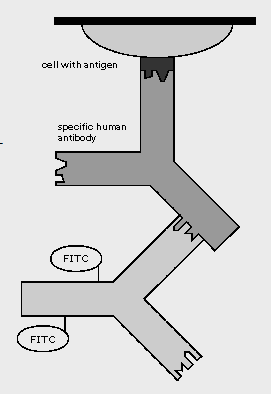 cell with antigen
specific human
antibody
FITC
FITC